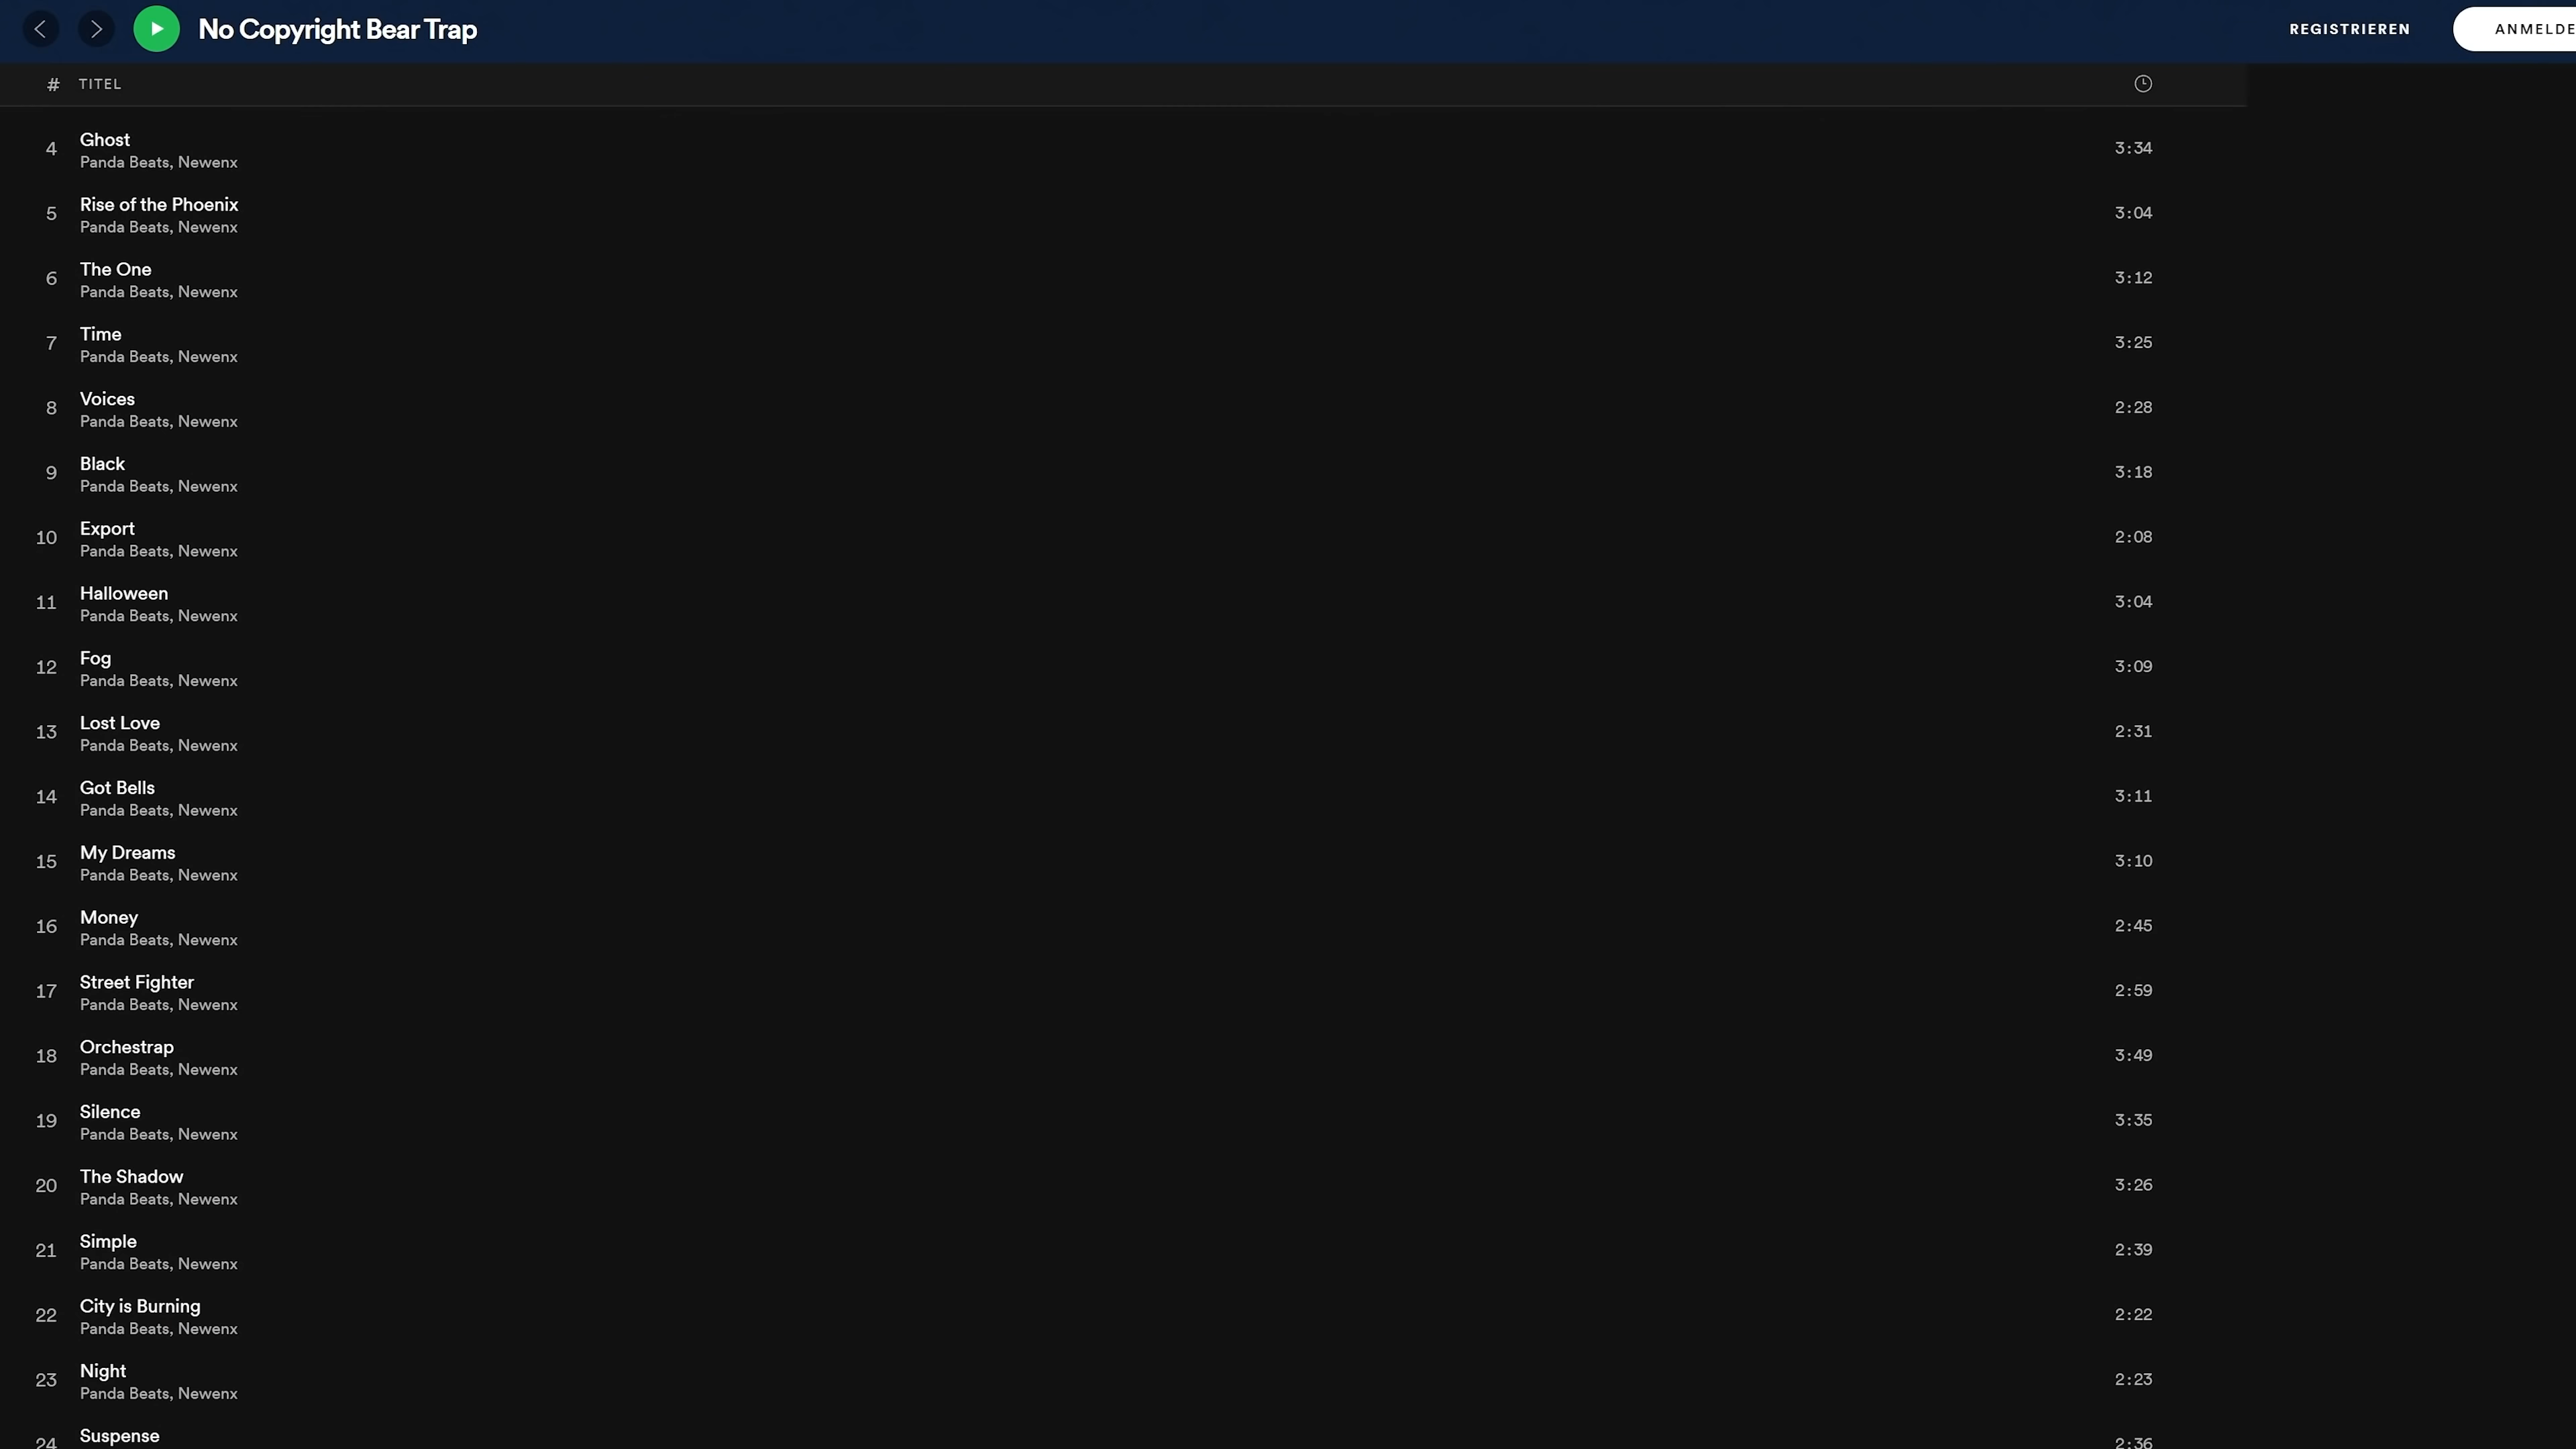 No Copyright Bear Trap
REGISTRIEREN
ANMELDE
# TITEL
4 Ghost 3:34
Panda Beats, Newenx
5 Rise of the Phoenix 3:04
Panda Beats, Newenx
6 The One 3:12
Panda Beats, Newenx
7 Time 3:25
Panda Beats, Newenx
8 Voices 2:28
Panda Beats, Newenx
9 Black 3:18
Panda Beats, Newenx
10 Export 2:08
Panda Beats, Newenx
11 Halloween 3:04
Panda Beats, Newenx
12 Fog 3:09
Panda Beats, Newenx
13 Lost Love 2:31
Panda Beats, Newenx
14 Got Bells 3:11
Panda Beats, Newenx
15 My Dreams 3:10
Panda Beats, Newenx
16 Money 2:45
Panda Beats, Newenx
17 Street Fighter 2:59
Panda Beats, Newenx
18 Orchestrap 3:49
Panda Beats, Newenx
19 Silence 3:35
Panda Beats, Newenx
20 The Shadow 3:26
Panda Beats, Newenx
21 Simple 2:39
Panda Beats, Newenx
22 City is Burning 2:22
Panda Beats, Newenx
23 Night 2:23
Panda Beats, Newenx
24 Suspense 2:36